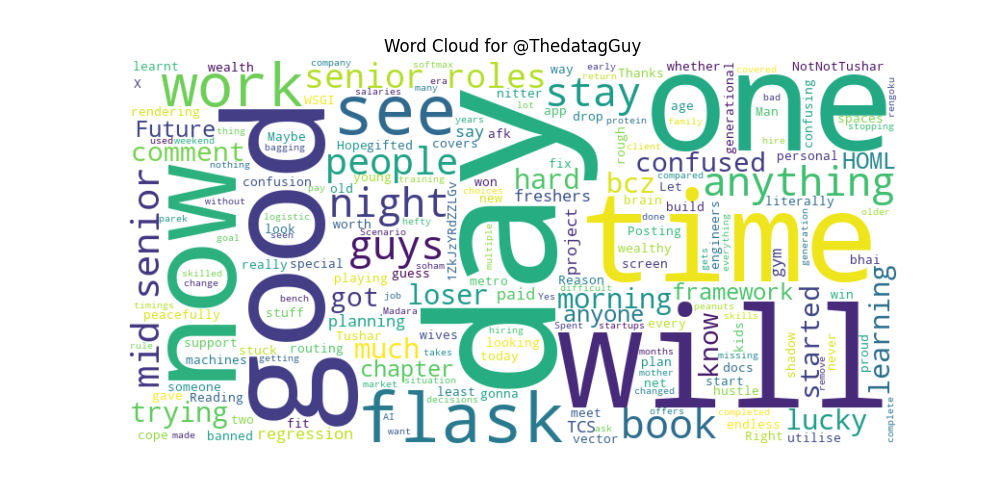 Word Cloud for @ThedatagGuy
learnt
wealth
company
softmax
early
whether
covered
NotNotTushar
X
work
senior roles
era
nitter
way
return
Thanks
bad
rengoku
salaries
many
lot
stay
one
age
generational
confusing
rendering
WSGI
see
years
app
drop
protein
family
Man
spaces
stopping
Future
used
weekend
Maybe
Hopegifted
say
afk
covers
rough
client
hire
comment
thing
bagging
people
fix
confused
personal
HOML
now
good
day
nothing
confusion
young
training
won
hard
bcz
compared
Let
anything
without
pay
old
new
freshers
brain
build
literally
mid senior
parek
logistic
look
worth
night
hefty
choices
1ZkJzYRdZZLGv
project
done
Posting
engineers
older
goal
seen
Scenario
time
wealthy
gets
everything
gym
generation
really
special
guys
multiple
screen
bhai
skilled
change
playing
guess
soham
metro
difficult
Reason
framework
timings
stuff
bench
got
job
loser
paid
Yes
morning
peanuts
win
learning
peacefully
planning
Madara
anyone
every
skills
started
support
Tushar
wives
much
hiring
looking
today
will
Spent
startups
know
kids
missing
shadow
remove
never
proud
rule
machines
stuck
routing
takes
months
plan
docs
getting
chapter
mother
net
start
someone
market
situation
least
gonna
changed
hustle
gave
Reading
decisions
meet
offers
completed
trying
two
fit
AI
flask
TCS
ask
book
endless
lucky
complete
cope
made
banned
regression
want
vector
Right
utilise